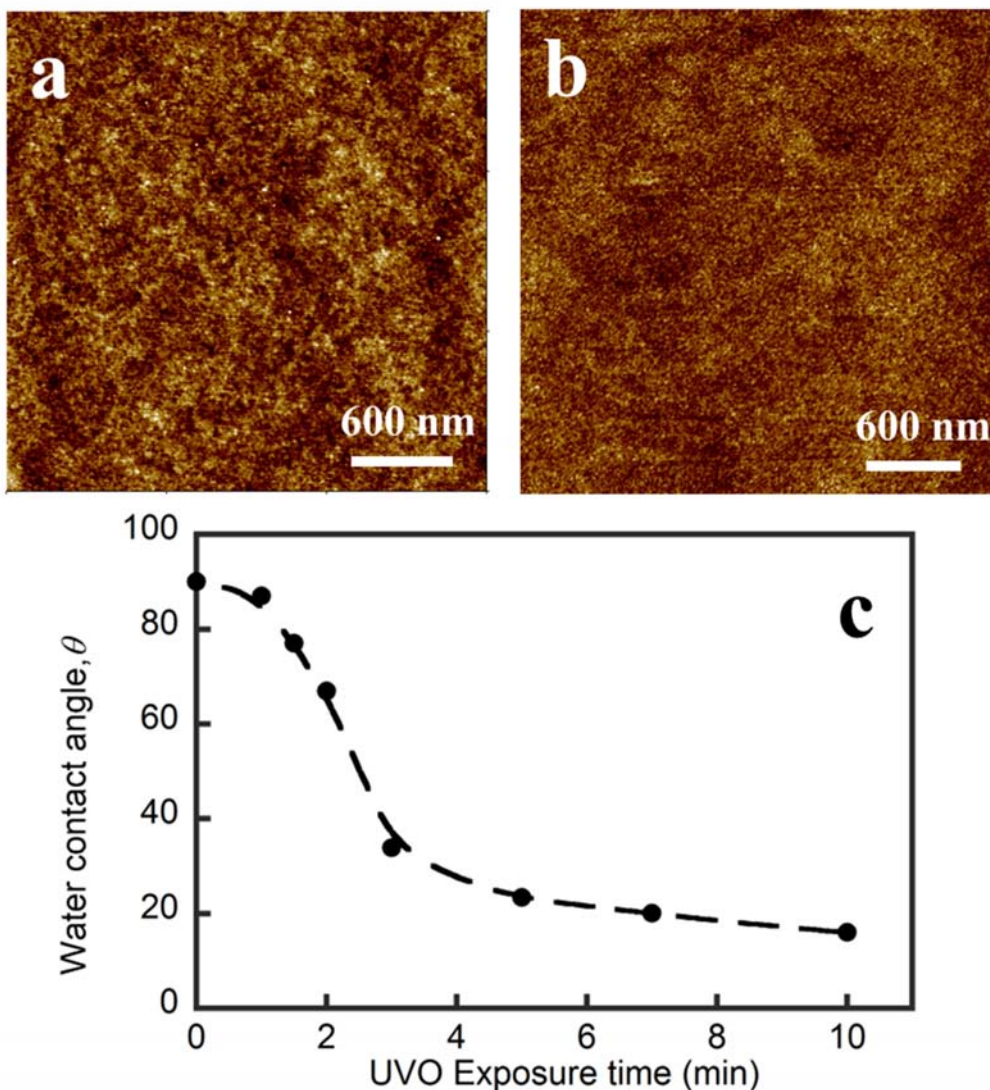 a
b
600 nm
600 nm
c
100
80
60
40
20
0
Water contact angle, θ
0 2 4 6 8 10
UVO Exposure time (min)